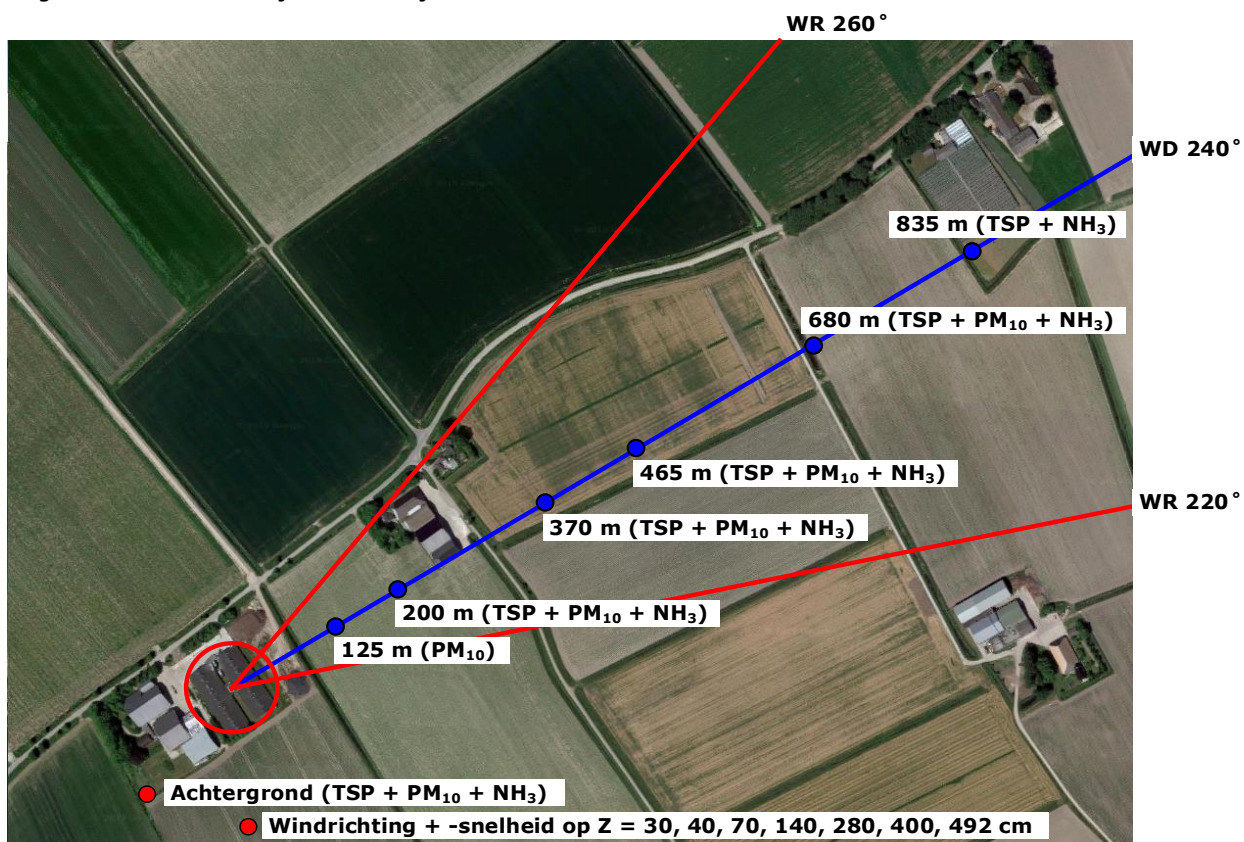 WR 260°
WD 240°
835 m (TSP + NH₃)
680 m (TSP + PM₁₀ + NH₃)
465 m (TSP + PM₁₀ + NH₃)
WR 220°
370 m (TSP + PM₁₀ + NH₃)
200 m (TSP + PM₁₀ + NH₃)
125 m (PM₁₀)
Achtergrond (TSP + PM₁₀ + NH₃)
Windrichting + -snelheid op Z = 30, 40, 70, 140, 280, 400, 492 cm